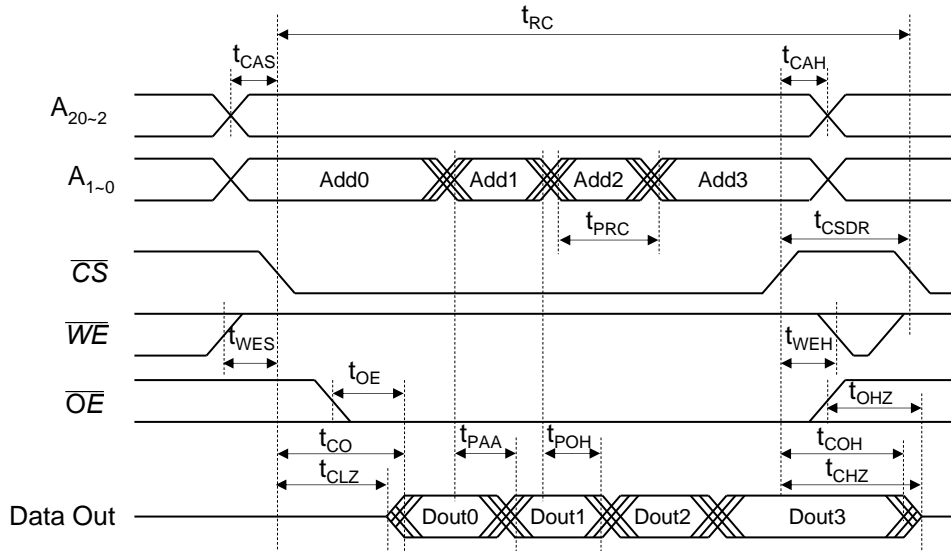 tRC
tCAS
tCAH
A20~2
A1~0
Add0
Add1
Add2
Add3
tPRC
tCSDR
CS
WE
tWES
tWEH
tOE
OE
tOHZ
tCO
tPAA
tPOH
tCOH
tCLZ
tCHZ
Data Out
Dout0
Dout1
Dout2
Dout3